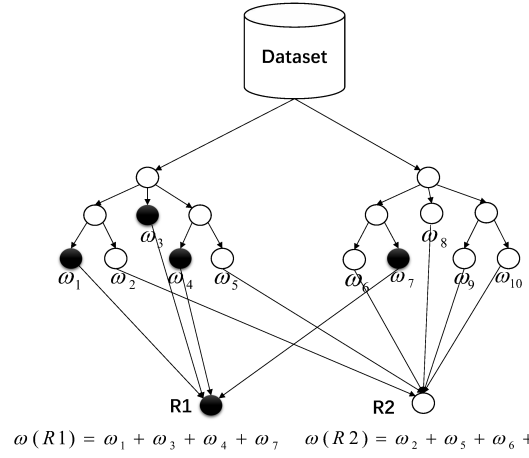 Dataset
ω₃
ω₈
ω₁ ω₂ ω₄ ω₅ ω₆ ω₇ ω₉ ω₁₀
R1 R2
ω(R1) = ω₁ + ω₃ + ω₄ + ω₇ ω(R2) = ω₂ + ω₅ + ω₆ +